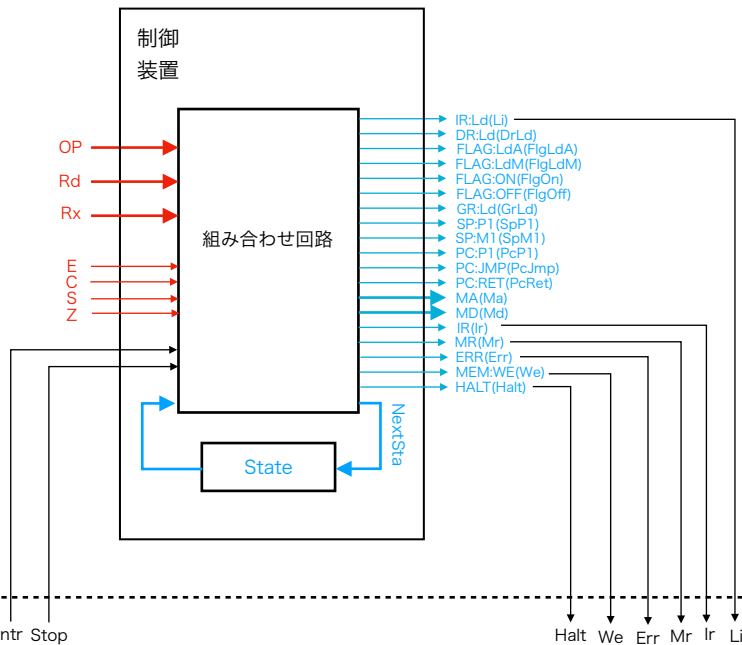 制御
装置
OP
Rd
Rx
E
C
S
Z
組み合わせ回路
IR:Ld(Li)
DR:Ld(DrLd)
FLAG:LdA(FlgLdA)
FLAG:LdM(FlgLdM)
FLAG:ON(FlgOn)
FLAG:OFF(FlgOff)
GR:Ld(GrLd)
SP:P1(SpP1)
SP:M1(SpM1)
PC:P1(PcP1)
PC:JMP(PcJmp)
PC:RET(PcRet)
MA(Ma)
MD(Md)
IR(Ir)
MR(Mr)
ERR(Err)
MEM:WE(We)
HALT(Halt)
NextSta
State
ntr Stop
Halt We Err Mr Ir Li